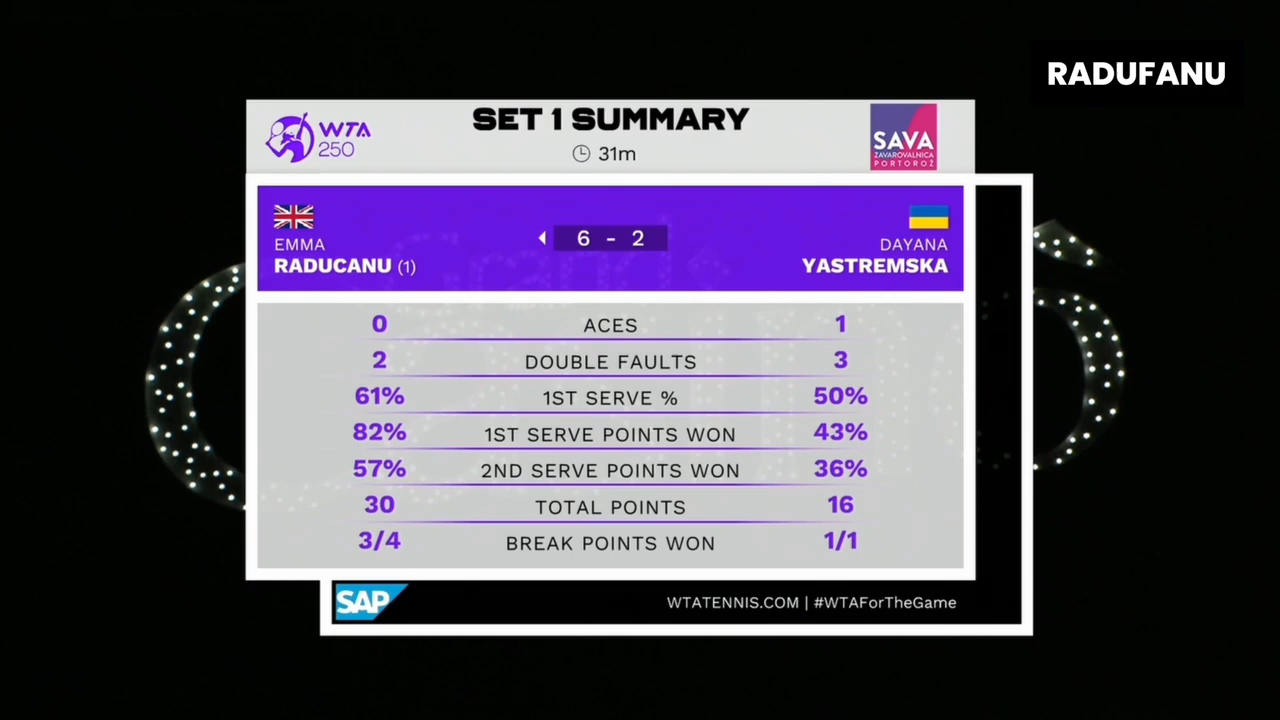 RADUFANU
WTA
250
SET 1 SUMMARY
31m
SAVA
ZAVAROVALNICA
PORTOROŽ
EMMA
RADUCANU (1)
6 - 2
DAYANA
YASTREMSKA
0 ACES 1
2 DOUBLE FAULTS 3
61% 1ST SERVE % 50%
82% 1ST SERVE POINTS WON 43%
57% 2ND SERVE POINTS WON 36%
30 TOTAL POINTS 16
3/4 BREAK POINTS WON 1/1
SAP
WTATENNIS.COM | #WTAForTheGame